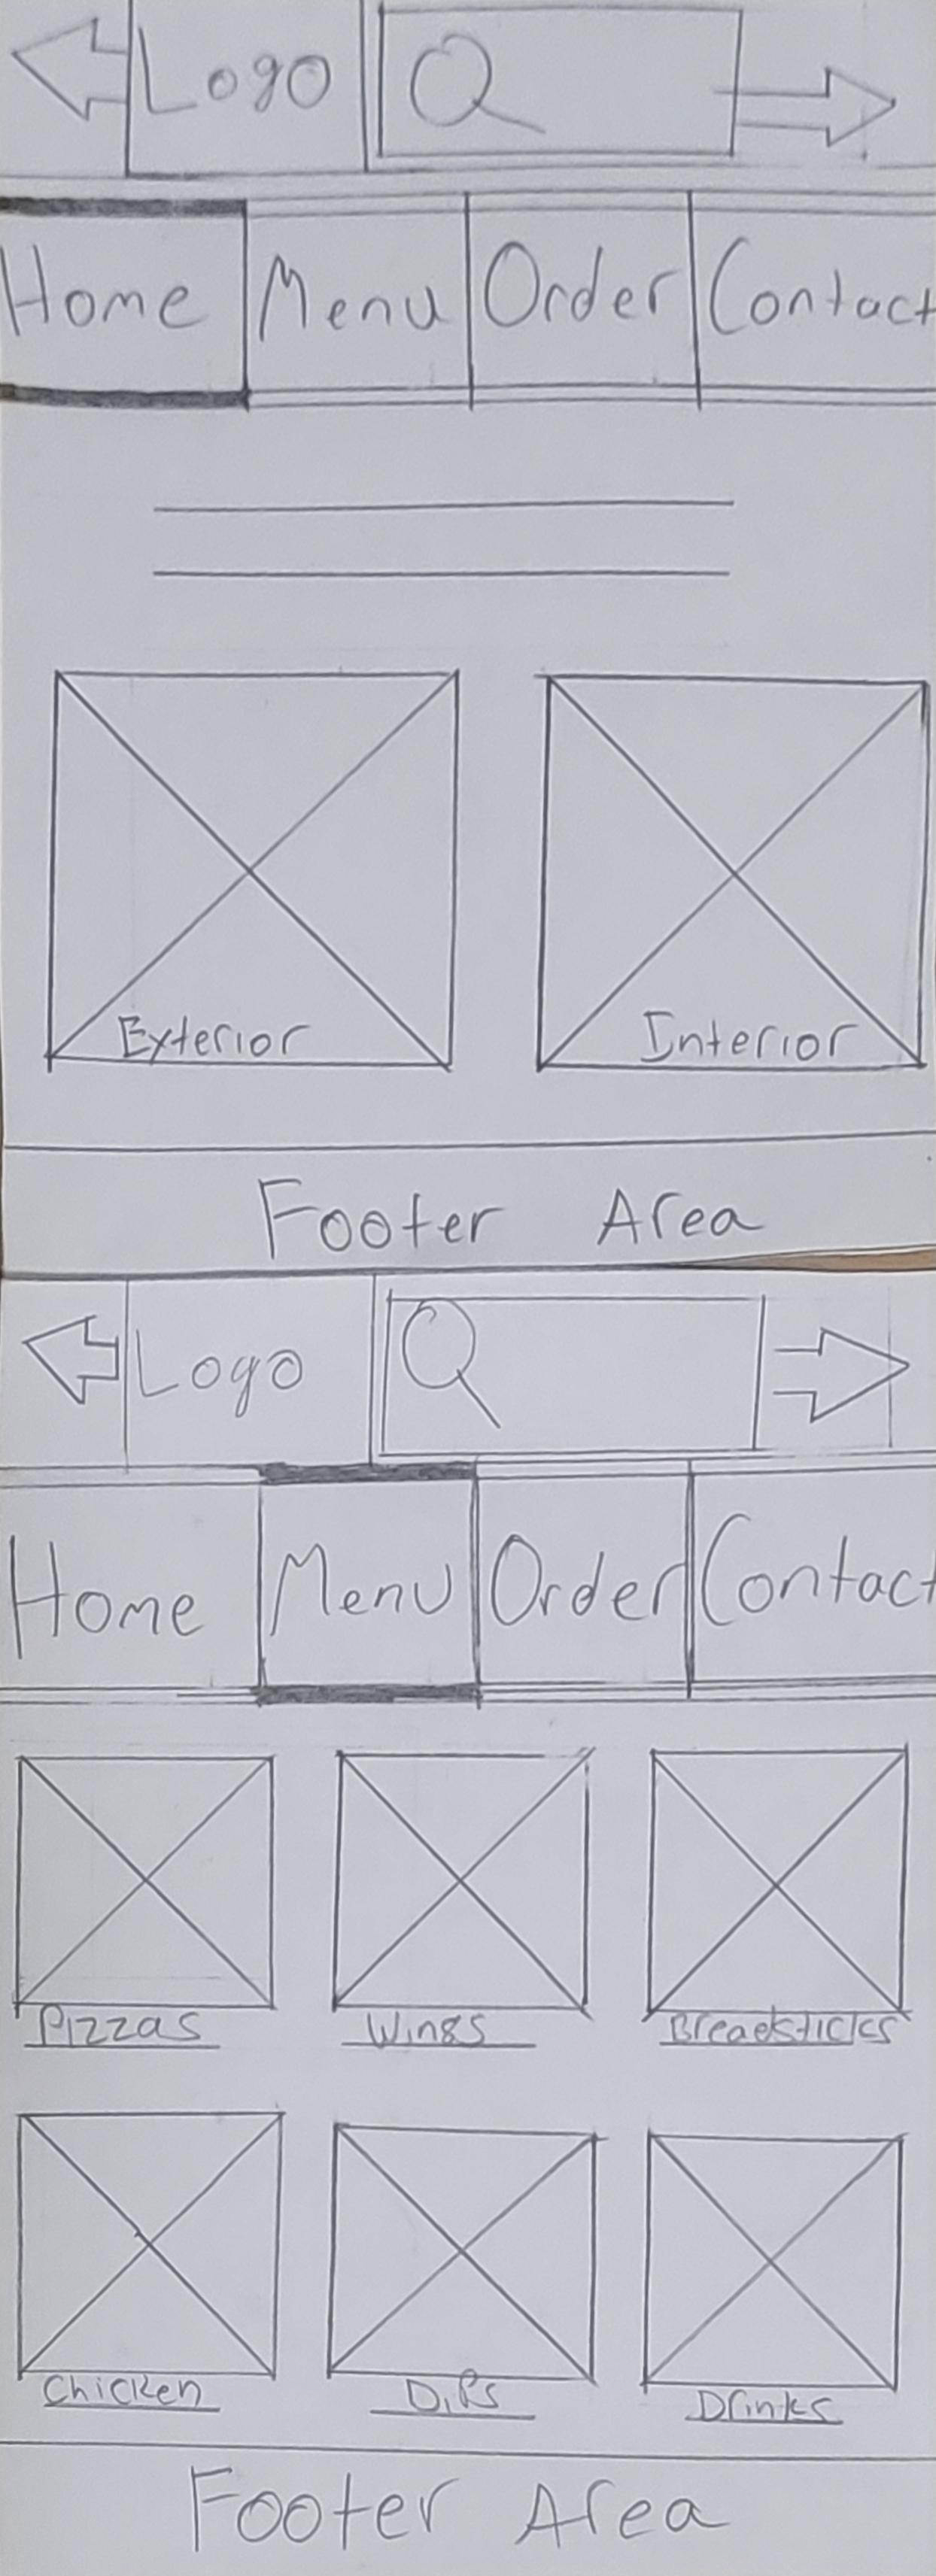 Logo
Home Menu Order Contact
Exterior Interior
Footer Area
Logo
Home Menu Order Contact
Pizzas Wings Breadsticks
Chicken Dips Drinks
Footer Area